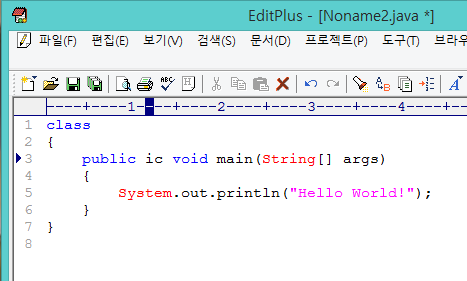 EditPlus - [Noname2.java *]
파일(F) 편집(E) 보기(V) 검색(S) 문서(D) 프로젝트(P) 도구(T) 브라우
|----+----1----+----2----+----3----+----4----+-
1 class
2 {
3 public ic void main(String[] args)
4 {
5 System.out.println("Hello World!");
6 }
7 }
8